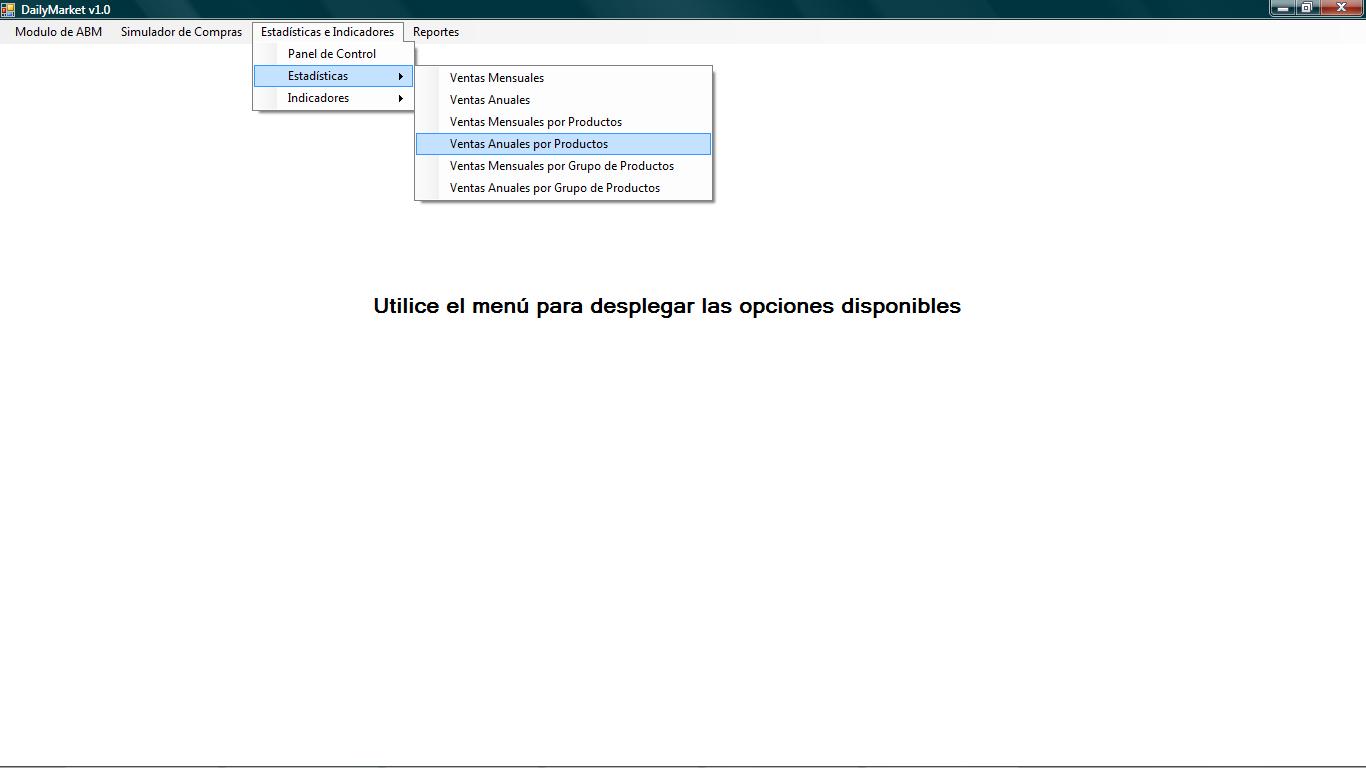 DailyMarket v1.0
Modulo de ABM Simulador de Compras Estadísticas e Indicadores Reportes
Panel de Control
Estadísticas
Indicadores
Ventas Mensuales
Ventas Anuales
Ventas Mensuales por Productos
Ventas Anuales por Productos
Ventas Mensuales por Grupo de Productos
Ventas Anuales por Grupo de Productos
Utilice el menú para desplegar las opciones disponibles